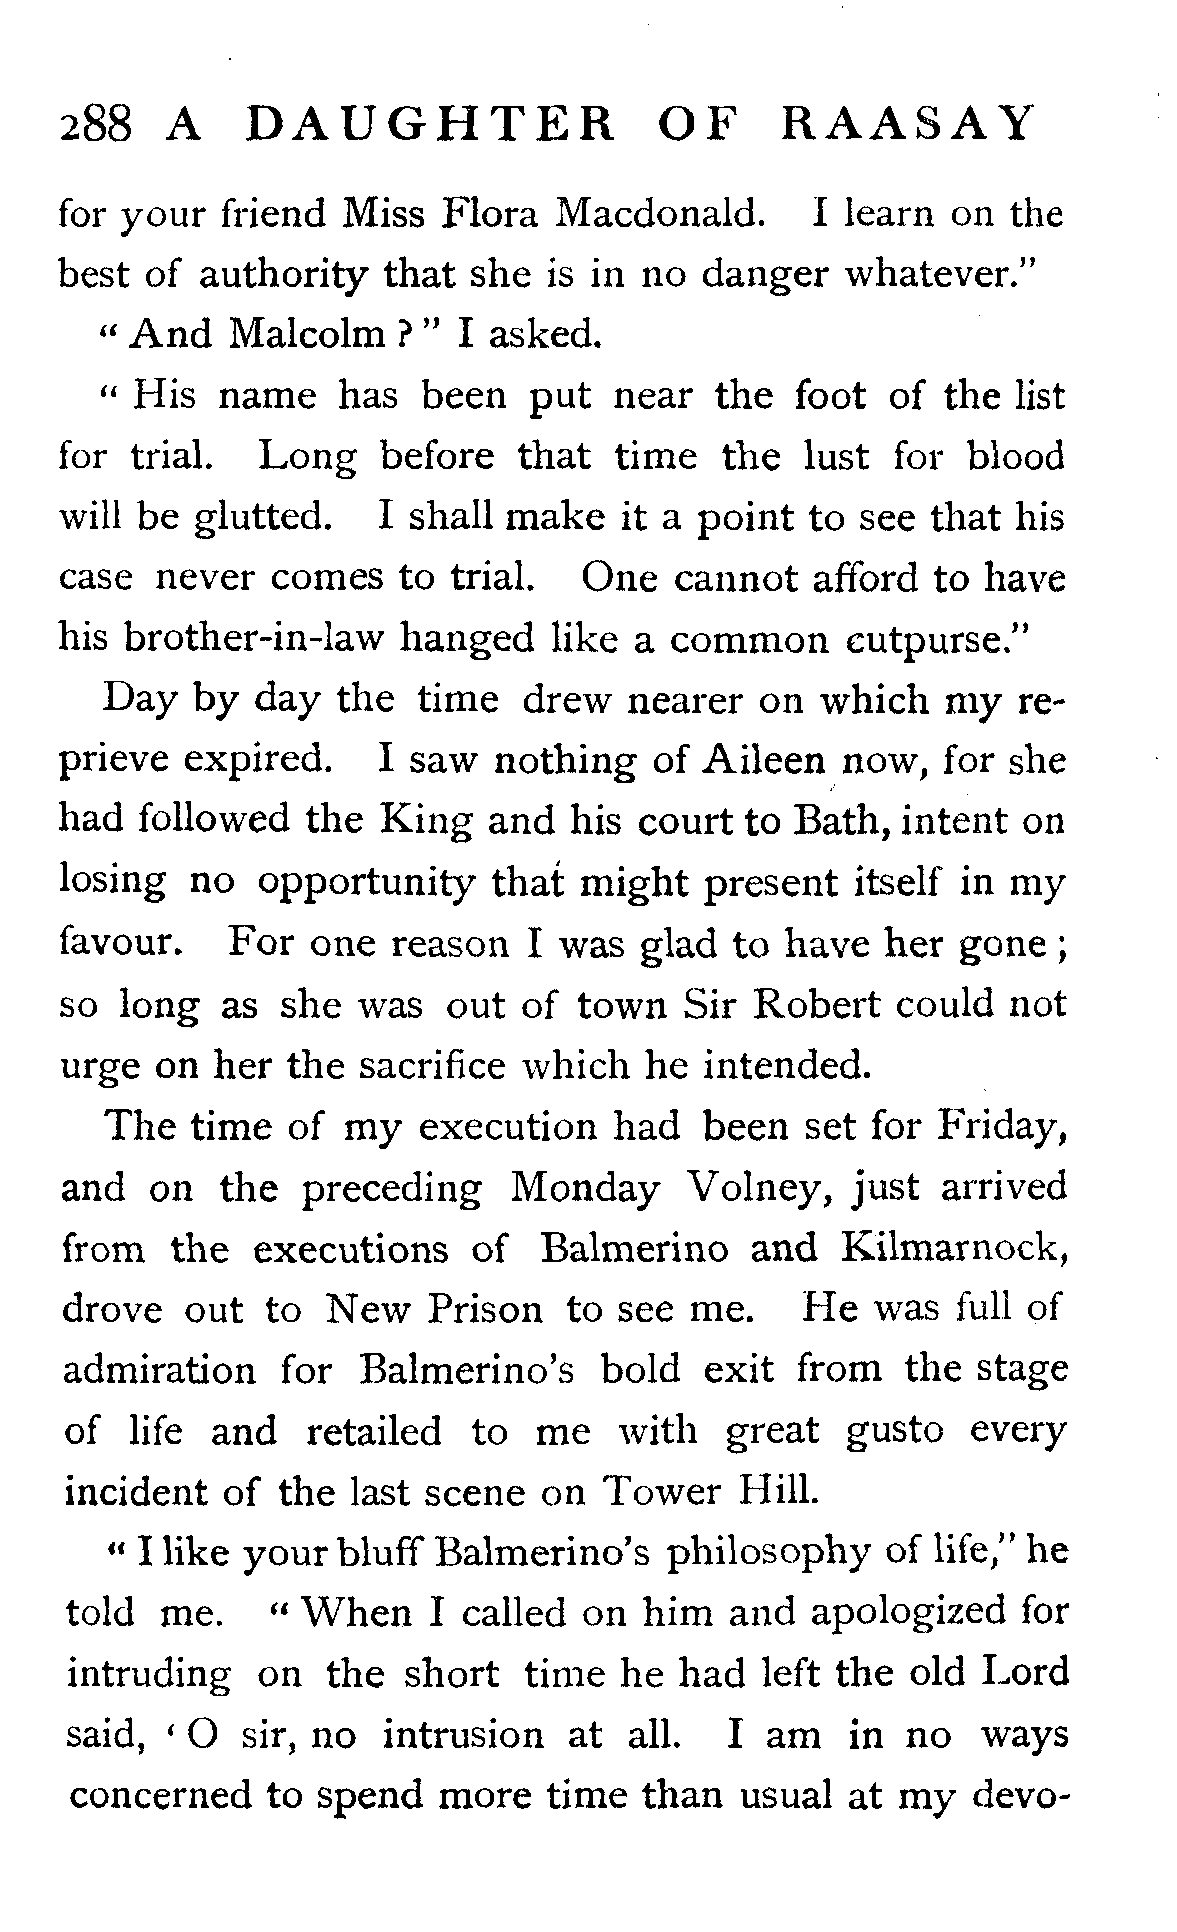 288 A DAUGHTER OF RAASAY
for your friend Miss Flora Macdonald. I learn on the
best of authority that she is in no danger whatever.”
“ And Malcolm ? ” I asked.
“ His name has been put near the foot of the list
for trial. Long before that time the lust for blood
will be glutted. I shall make it a point to see that his
case never comes to trial. One cannot afford to have
his brother-in-law hanged like a common cutpurse.”
Day by day the time drew nearer on which my re-
prieve expired. I saw nothing of Aileen now, for she
had followed the King and his court to Bath, intent on
losing no opportunity that might present itself in my
favour. For one reason I was glad to have her gone ;
so long as she was out of town Sir Robert could not
urge on her the sacrifice which he intended.
The time of my execution had been set for Friday,
and on the preceding Monday Volney, just arrived
from the executions of Balmerino and Kilmarnock,
drove out to New Prison to see me. He was full of
admiration for Balmerino’s bold exit from the stage
of life and retailed to me with great gusto every
incident of the last scene on Tower Hill.
“ I like your bluff Balmerino’s philosophy of life,” he
told me. “ When I called on him and apologized for
intruding on the short time he had left the old Lord
said, ‘ O sir, no intrusion at all. I am in no ways
concerned to spend more time than usual at my devo-